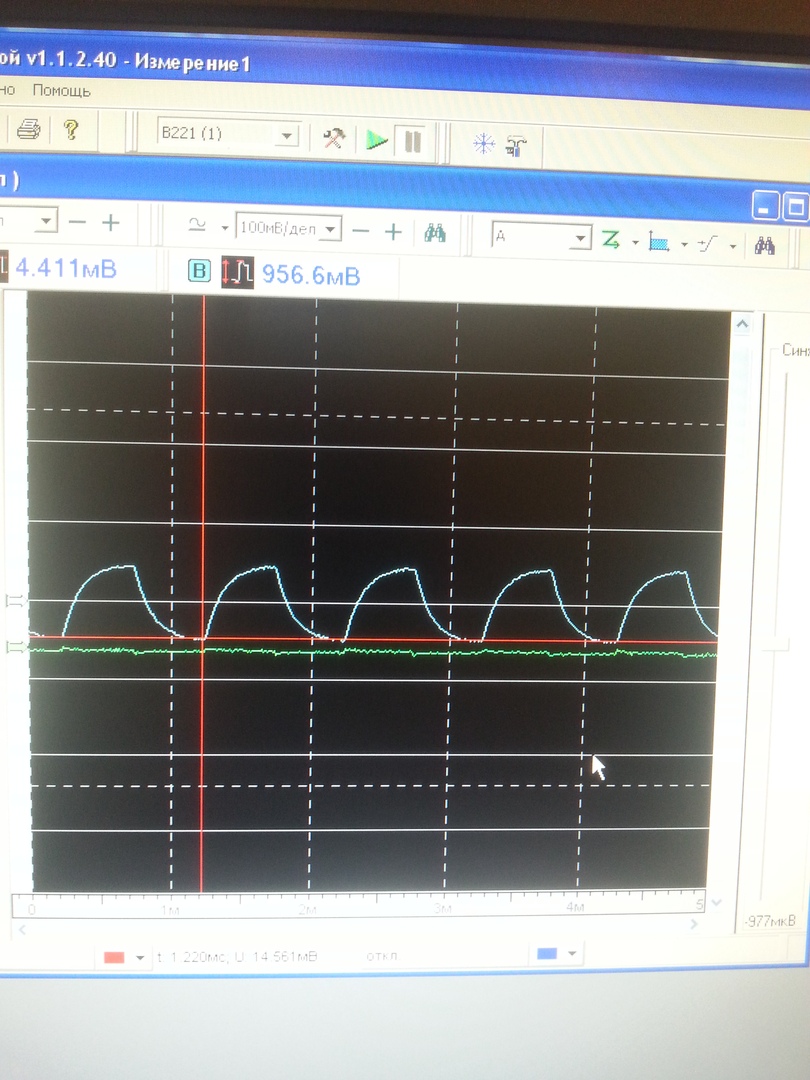 ой v1.1.2.40 - Измерение1
но Помощь
B221 (1)
л )
100мВ/дел A
4.411мВ B 956.6мВ
Синх
0 1м 2м 3м 4м 5
-977мкВ
t: 1.220мс; U: 14.561мВ откл